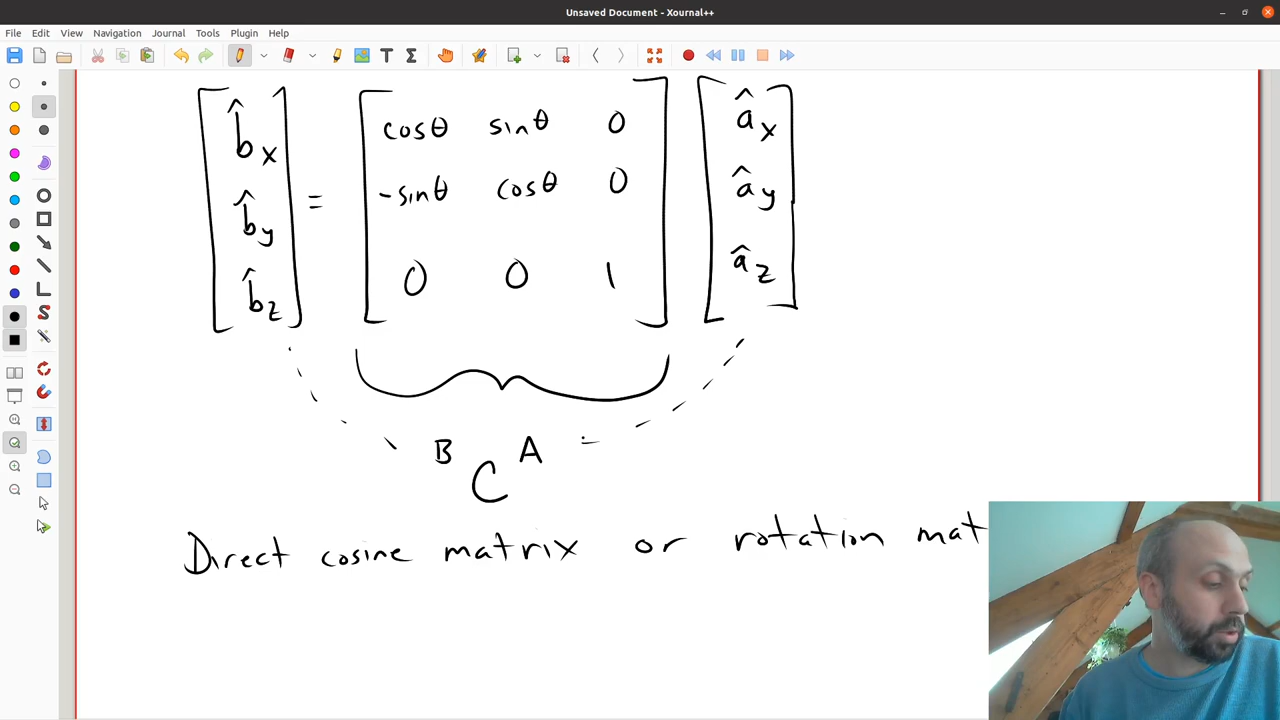 Unsaved Document - Xournal++
File Edit View Navigation Journal Tools Plugin Help
b̂x cosθ sinθ 0 âx
b̂y = -sinθ cosθ 0 ây
b̂z 0 0 1 âz
B C A
Direct cosine matrix or rotation mat